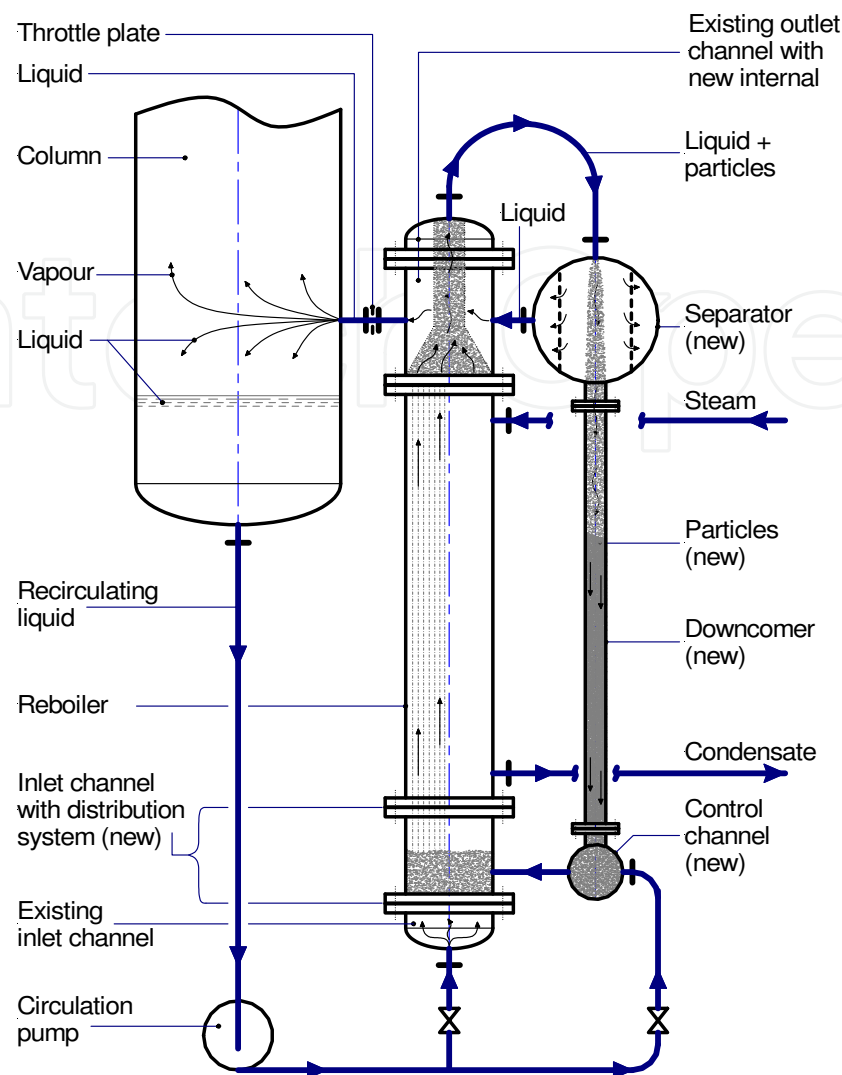 Throttle plate
Liquid
Column
Vapour
Liquid
Recirculating
liquid
Reboiler
Inlet channel
with distribution
system (new)
Existing
inlet channel
Circulation
pump
Existing outlet
channel with
new internal
Liquid +
particles
Liquid
Separator
(new)
Steam
Particles
(new)
Downcomer
(new)
Condensate
Control
channel
(new)